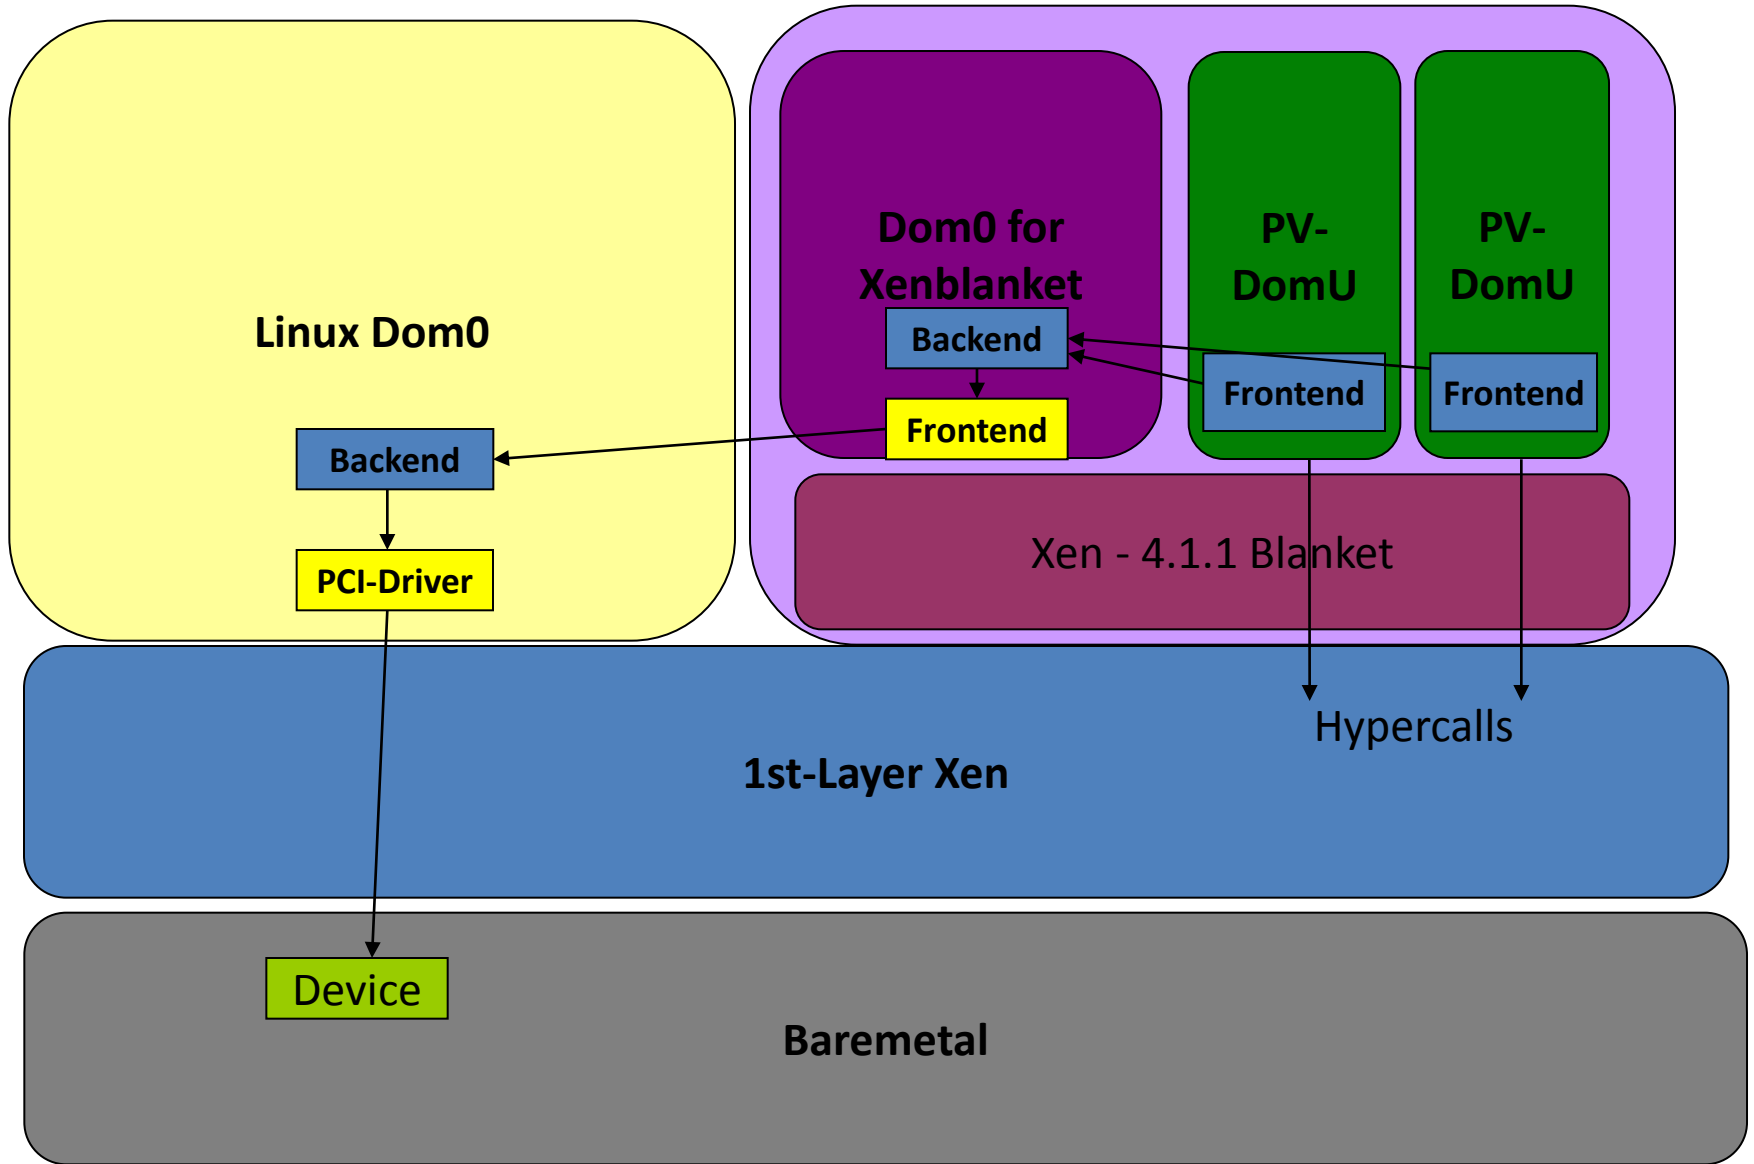 Linux Dom0
Backend
PCI-Driver
Dom0 for
Xenblanket
Backend
Frontend
PV-
DomU
Frontend
PV-
DomU
Frontend
Xen - 4.1.1 Blanket
Hypercalls
1st-Layer Xen
Device
Baremetal